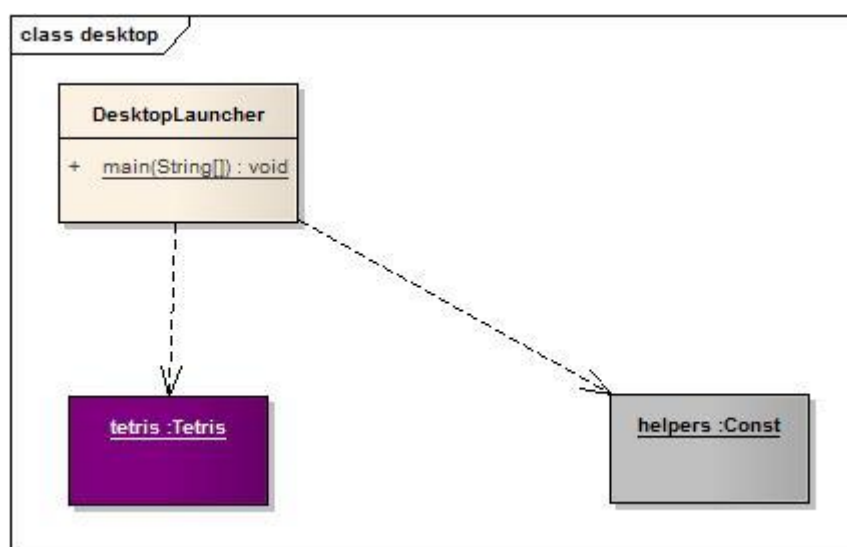 class desktop
DesktopLauncher
+ main(String[]) : void
tetris :Tetris
helpers :Const